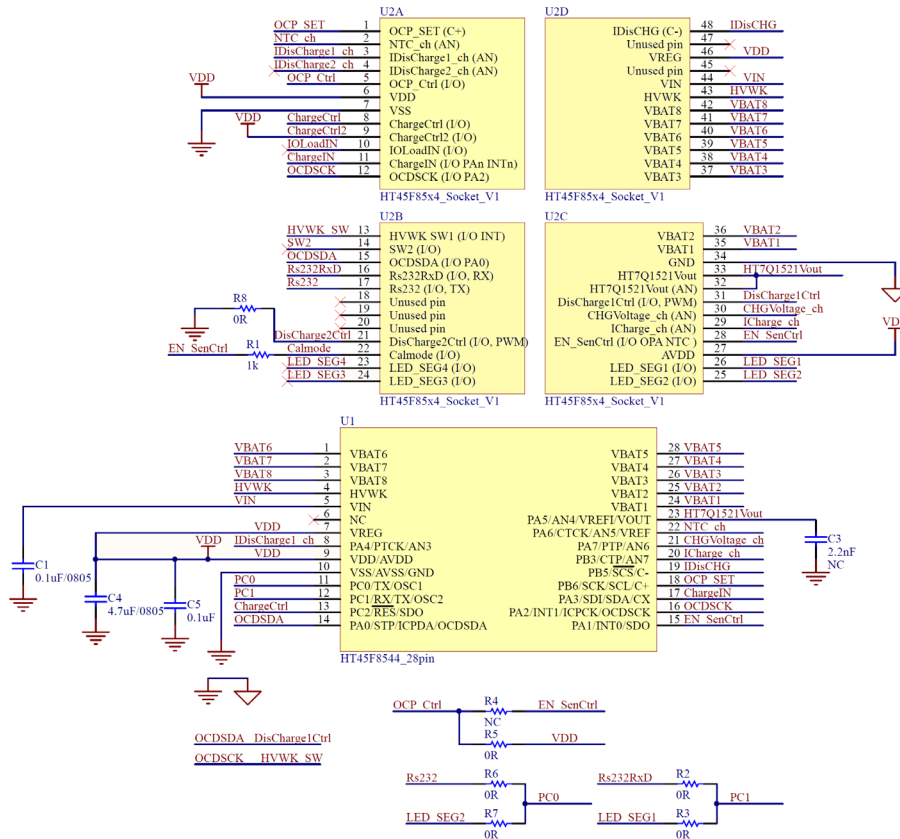 U2A
OCP_SET 1 OCP_SET (C+)
NTC_ch 2 NTC_ch (AN)
IDisCharge1_ch 3 IDisCharge1_ch (AN)
IDisCharge2_ch 4 IDisCharge2_ch (AN)
OCP_Ctrl 5 OCP_Ctrl (I/O)
VDD 6 VDD
7 VSS
ChargeCtrl 8 ChargeCtrl (I/O)
VDD ChargeCtrl2 9 ChargeCtrl2 (I/O)
IOLoadIN 10 IOLoadIN (I/O)
ChargeIN 11 ChargeIN (I/O PAn INTn)
OCDSCK 12 OCDSCK (I/O PA2)
HT45F85x4_Socket_V1
U2D
IDisCHG (C-) 48 IDisCHG
Unused pin 47
VREG 46 VDD
Unused pin 45
VIN 44 VIN
HVWK 43 HVWK
VBAT8 42 VBAT8
VBAT7 41 VBAT7
VBAT6 40 VBAT6
VBAT5 39 VBAT5
VBAT4 38 VBAT4
VBAT3 37 VBAT3
HT45F85x4_Socket_V1
U2B
HVWK_SW 13 HVWK SW1 (I/O INT)
SW2 14 SW2 (I/O)
OCDSDA 15 OCDSDA (I/O PA0)
Rs232RxD 16 Rs232RxD (I/O, RX)
Rs232 17 Rs232 (I/O, TX)
18 Unused pin
19 Unused pin
20 Unused pin
R8
0R
DisCharge2Ctrl 21 DisCharge2Ctrl (I/O, PWM)
EN_SenCtrl R1 1k Calmode 22 Calmode (I/O)
LED_SEG4 23 LED_SEG4 (I/O)
LED_SEG3 24 LED_SEG3 (I/O)
HT45F85x4_Socket_V1
U2C
VBAT2 36 VBAT2
VBAT1 35 VBAT1
GND 34
HT7Q1521Vout 33 HT7Q1521Vout
HT7Q1521Vout (AN) 32
DisCharge1Ctrl (I/O, PWM) 31 DisCharge1Ctrl
CHGVoltage_ch (AN) 30 CHGVoltage_ch
ICharge_ch (AN) 29 ICharge_ch
EN_SenCtrl (I/O OPA NTC ) 28 EN_SenCtrl
AVDD 27
LED_SEG1 (I/O) 26 LED_SEG1
LED_SEG2 (I/O) 25 LED_SEG2
HT45F85x4_Socket_V1
U1
VBAT6 1 VBAT6
VBAT7 2 VBAT7
VBAT8 3 VBAT8
HVWK 4 HVWK
VIN 5 VIN
6 NC
VDD 7 VREG
IDisCharge1_ch 8 PA4/PTCK/AN3
VDD
VDD 9 VDD/AVDD
10 VSS/AVSS/GND
PC0 11 PC0/TX/OSC1
PC1 12 PC1/RX/TX/OSC2
ChargeCtrl 13 PC2/RES/SDO
OCDSDA 14 PA0/STP/ICPDA/OCDSDA
VBAT5 28 VBAT5
VBAT4 27 VBAT4
VBAT3 26 VBAT3
VBAT2 25 VBAT2
VBAT1 24 VBAT1
PA5/AN4/VREFI/VOUT 23 HT7Q1521Vout
PA6/CTCK/AN5/VREF 22 NTC_ch
PA7/PTP/AN6 21 CHGVoltage_ch
PB3/CTP/AN7 20 ICharge_ch
PB5/SCS/C- 19 IDisCHG
PB6/SCK/SCL/C+ 18 OCP_SET
PA3/SDI/SDA/CX 17 ChargeIN
PA2/INT1/ICPCK/OCDSCK 16 OCDSCK
PA1/INT0/SDO 15 EN_SenCtrl
HT45F8544_28pin
C1
0.1uF/0805
C4
4.7uF/0805
C5
0.1uF
C3
2.2nF
NC
OCDSDA DisCharge1Ctrl
OCDSCK HVWK_SW
OCP_Ctrl R4 EN_SenCtrl
NC
R5 VDD
0R
Rs232 R6
0R
PC0
LED_SEG2 R7
0R
Rs232RxD R2
0R
PC1
LED_SEG1 R3
0R